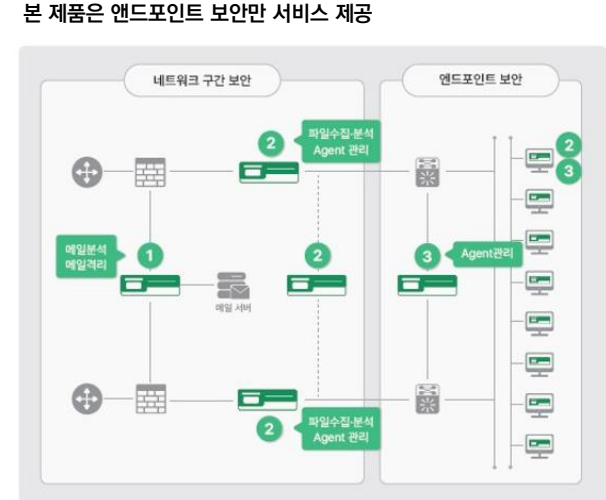 본 제품은 앤드포인트 보안만 서비스 제공
네트워크 구간 보안
엔드포인트 보안
2
파일수집·분석
Agent 관리
2
3
메일분석
메일격리
1
메일 서버
2
3
Agent관리
2
파일수집·분석
Agent 관리